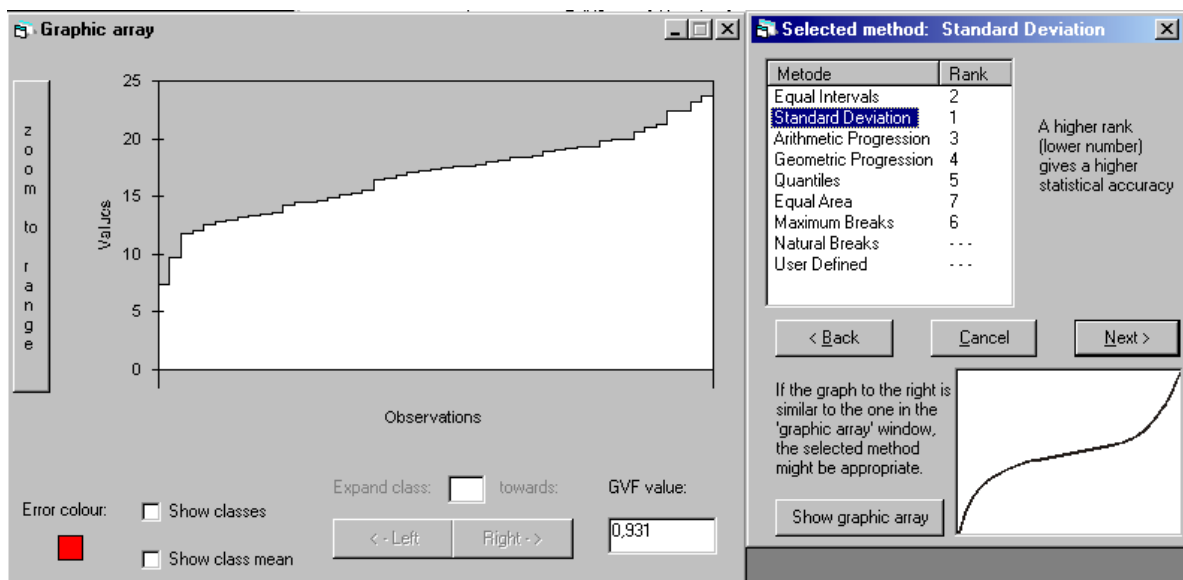 Graphic array
zoom to range
25
20
15
10
5
0
Values
Observations
Error colour:
Show classes
Show class mean
Expand class:
towards:
<- Left
Right ->
GVF value:
0,931
Selected method: Standard Deviation
Metode Rank
Equal Intervals 2
Standard Deviation 1
Arithmetic Progression 3
Geometric Progression 4
Quantiles 5
Equal Area 7
Maximum Breaks 6
Natural Breaks - - -
User Defined - - -
A higher rank
(lower number)
gives a higher
statistical accuracy
< Back
Cancel
Next >
If the graph to the right is
similar to the one in the
'graphic array' window,
the selected method
might be appropriate.
Show graphic array